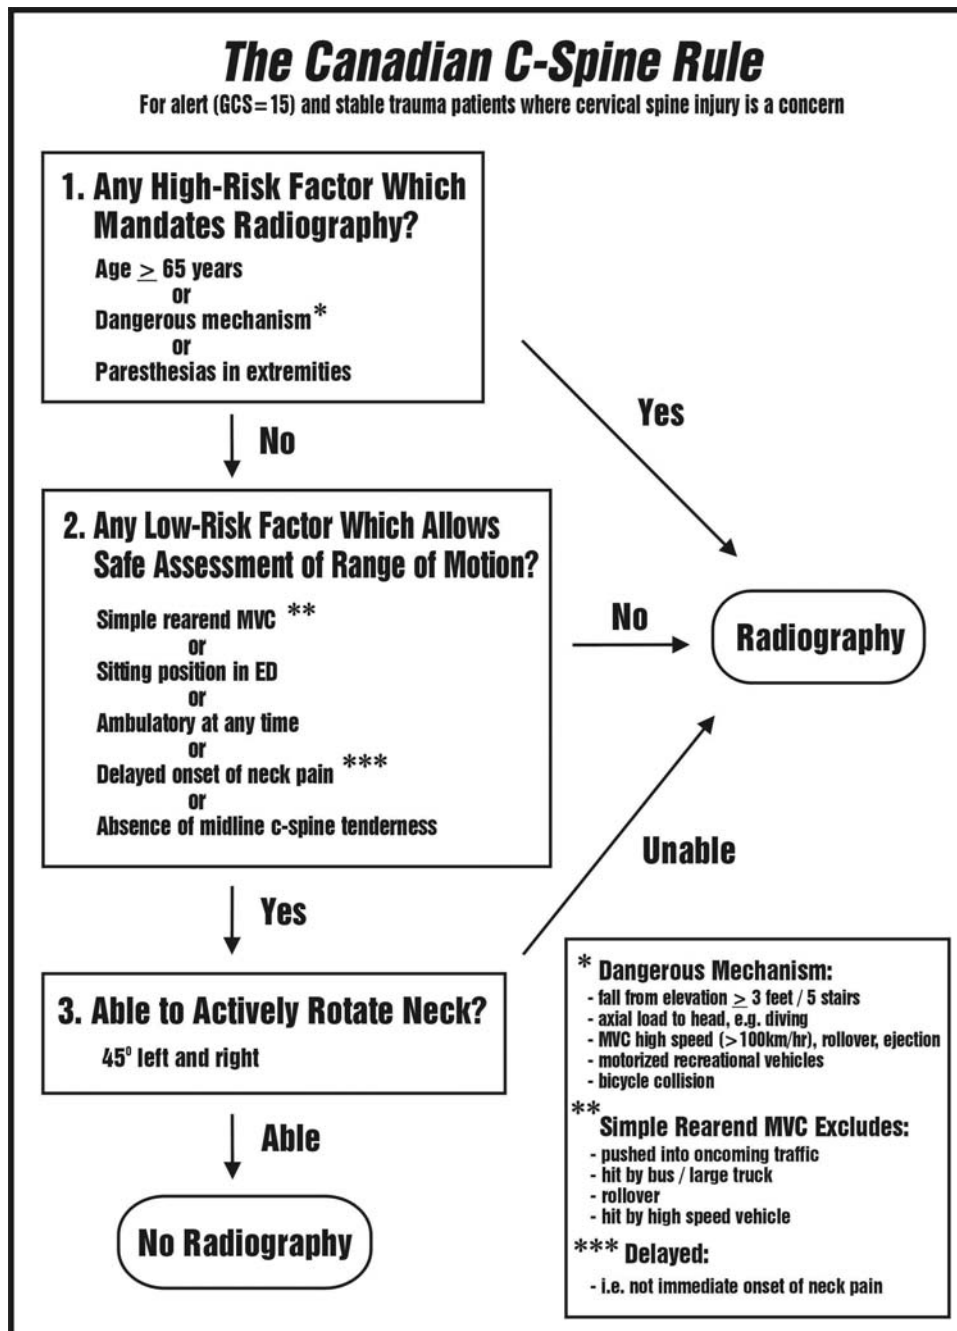 The Canadian C-Spine Rule
For alert (GCS=15) and stable trauma patients where cervical spine injury is a concern
1. Any High-Risk Factor Which
Mandates Radiography?
Age ≥ 65 years
or
Dangerous mechanism*
or
Paresthesias in extremities
Yes
No
2. Any Low-Risk Factor Which Allows
Safe Assessment of Range of Motion?
Simple rearend MVC **
or
Sitting position in ED
or
Ambulatory at any time
or
Delayed onset of neck pain ***
or
Absence of midline c-spine tenderness
No
Radiography
Unable
Yes
3. Able to Actively Rotate Neck?
45° left and right
Able
No Radiography
* Dangerous Mechanism:
- fall from elevation ≥ 3 feet / 5 stairs
- axial load to head, e.g. diving
- MVC high speed (>100km/hr), rollover, ejection
- motorized recreational vehicles
- bicycle collision
** Simple Rearend MVC Excludes:
- pushed into oncoming traffic
- hit by bus / large truck
- rollover
- hit by high speed vehicle
*** Delayed:
- i.e. not immediate onset of neck pain